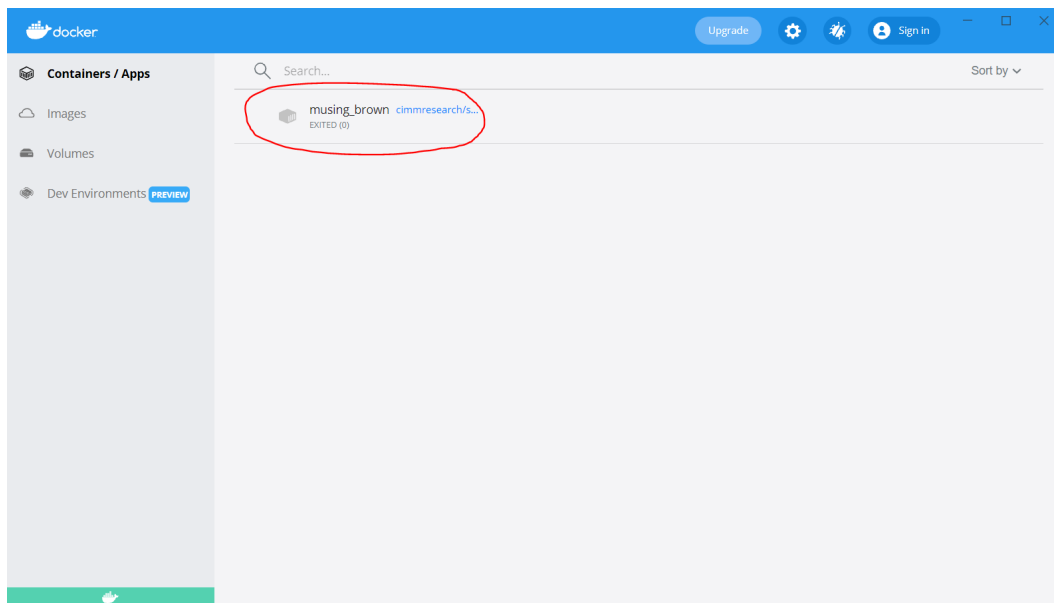 docker
Upgrade
Sign in
Containers / Apps
Images
Volumes
Dev Environments PREVIEW
Search...
Sort by
musing_brown cimmresearch/s...
EXITED (0)